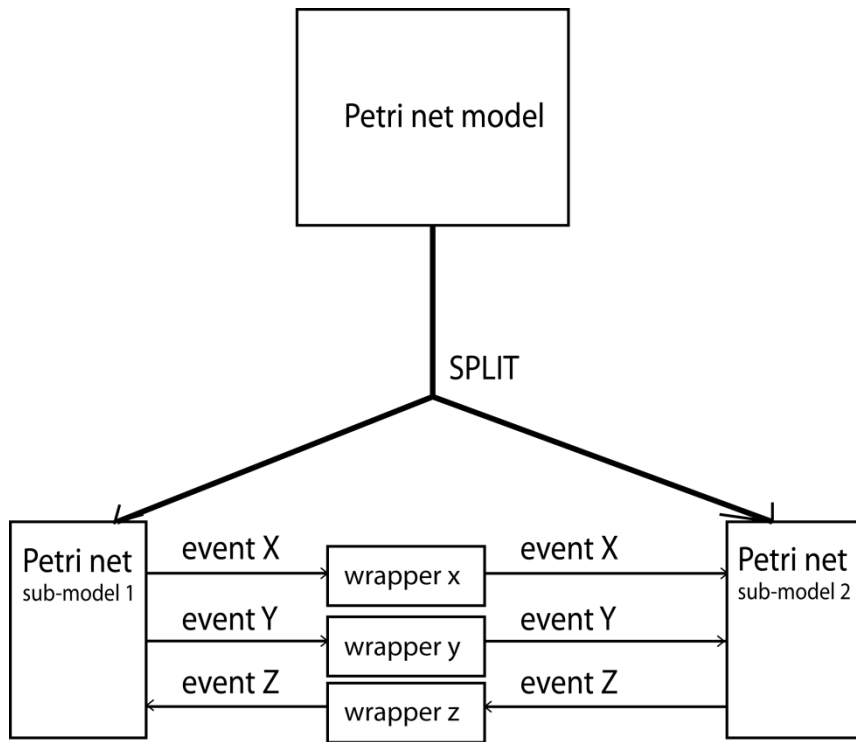 Petri net model
SPLIT
Petri net
sub-model 1
event X
wrapper x
event X
Petri net
sub-model 2
event Y
wrapper y
event Y
event Z
wrapper z
event Z